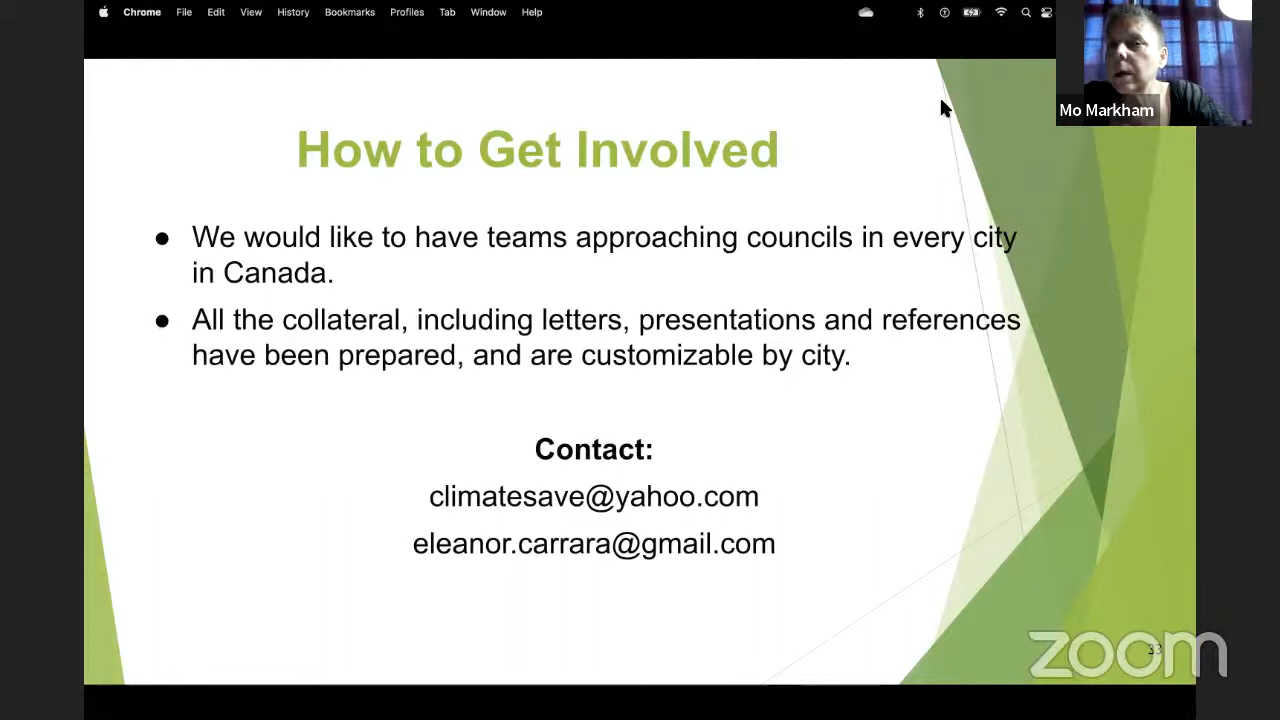 Chrome File Edit View History Bookmarks Profiles Tab Window Help
Mo Markham
How to Get Involved
● We would like to have teams approaching councils in every city
in Canada.
● All the collateral, including letters, presentations and references
have been prepared, and are customizable by city.
Contact:
climatesave@yahoo.com
eleanor.carrara@gmail.com
zoom
33